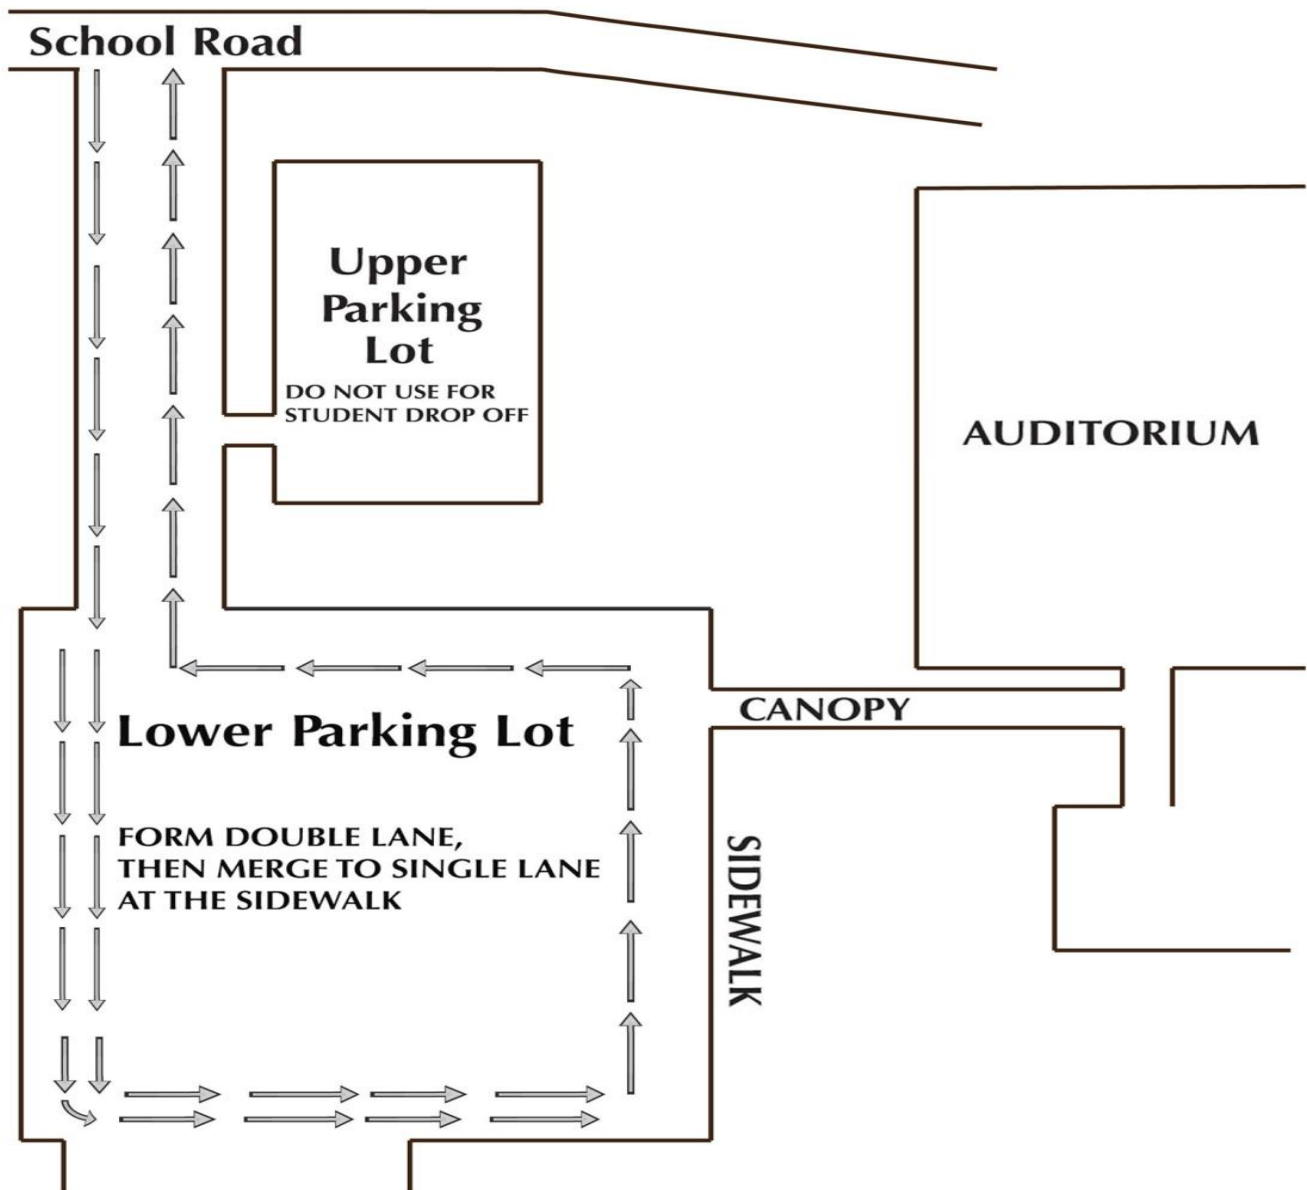 School Road
Upper
Parking
Lot
DO NOT USE FOR
STUDENT DROP OFF
AUDITORIUM
CANOPY
Lower Parking Lot
FORM DOUBLE LANE,
THEN MERGE TO SINGLE LANE
AT THE SIDEWALK
SIDEWALK